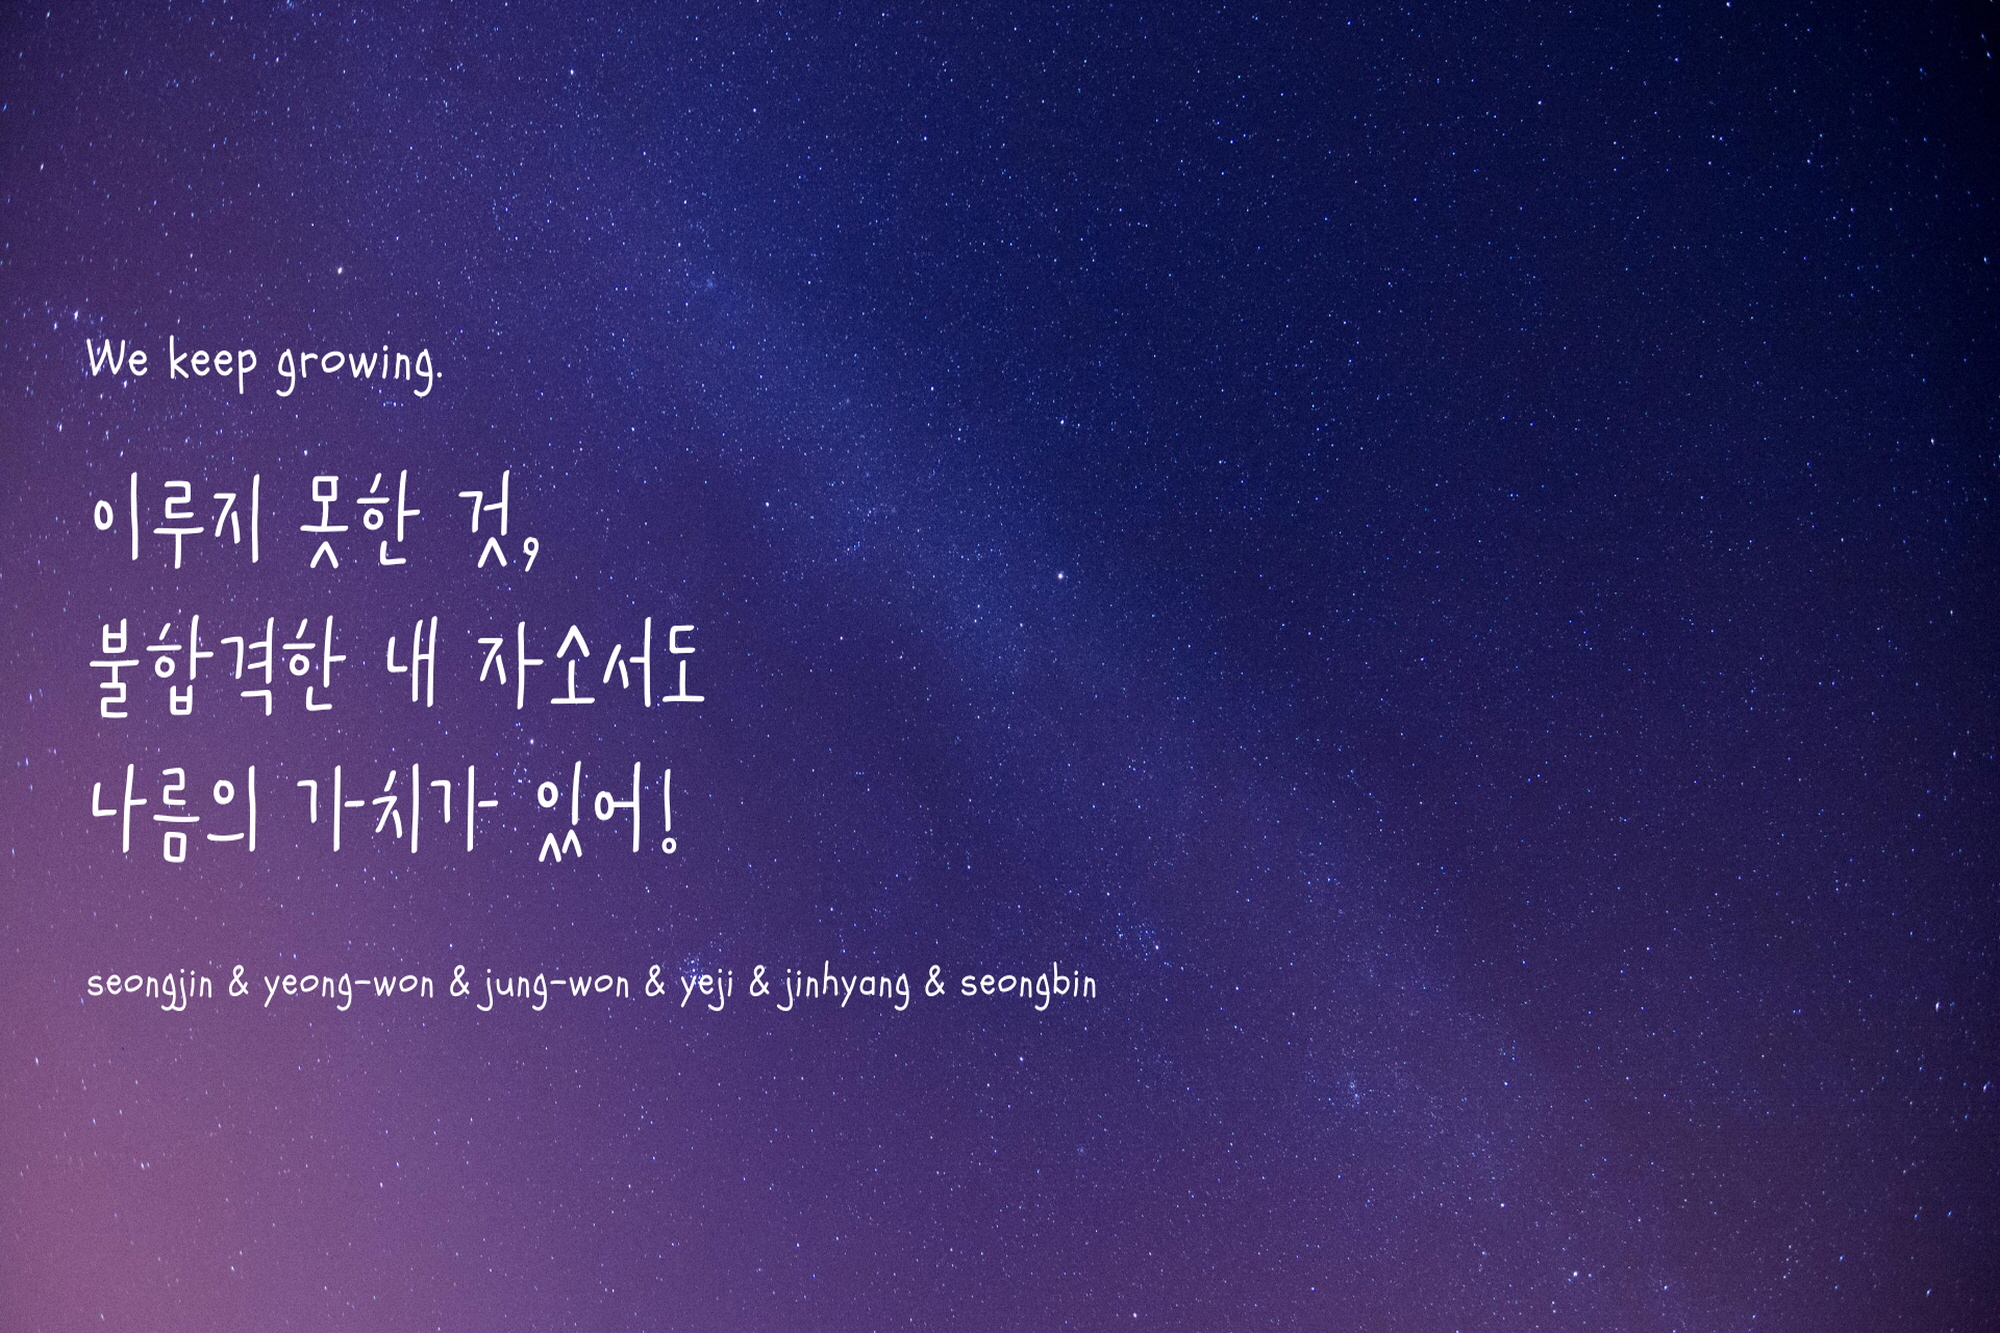 We keep growing.
이루지 못한 것,
불합격한 내 자소서도
나름의 가치가 있어!
seongjin & yeong-won & jung-won & yeji & jinhyang & seongbin